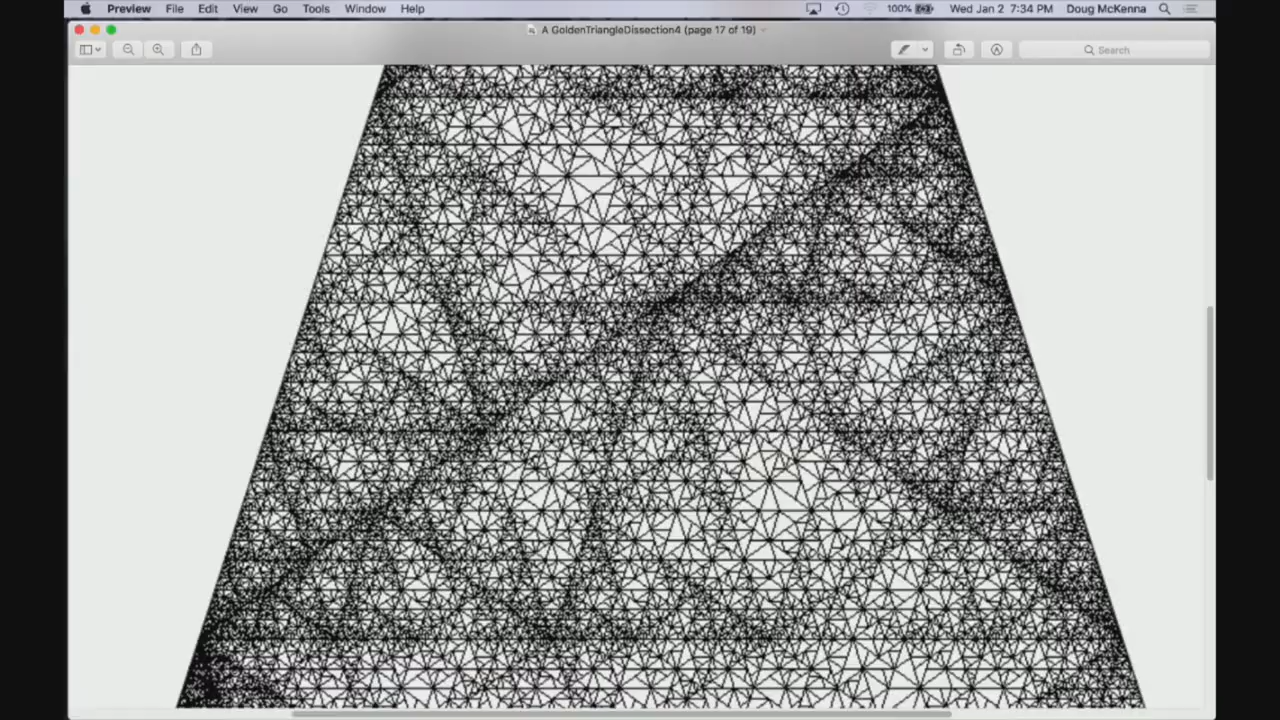 Preview File Edit View Go Tools Window Help 100% Wed Jan 2 7:34 PM Doug McKenna
A GoldenTriangleDissection4 (page 17 of 19)
Search